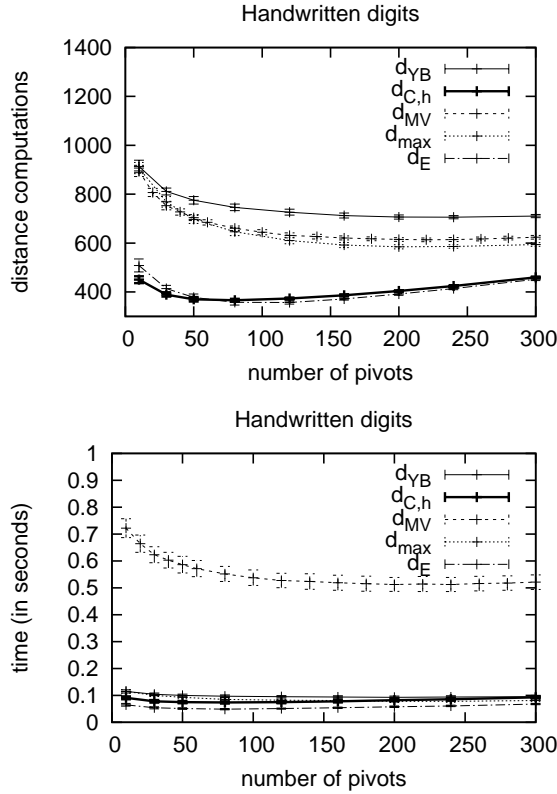 Handwritten digits
1400
1200
1000
800
600
400
distance computations
d_YB
d_C,h
d_MV
d_max
d_E
0 50 100 150 200 250 300
number of pivots
Handwritten digits
1
0.9
0.8
0.7
0.6
0.5
0.4
0.3
0.2
0.1
0
time (in seconds)
d_YB
d_C,h
d_MV
d_max
d_E
0 50 100 150 200 250 300
number of pivots